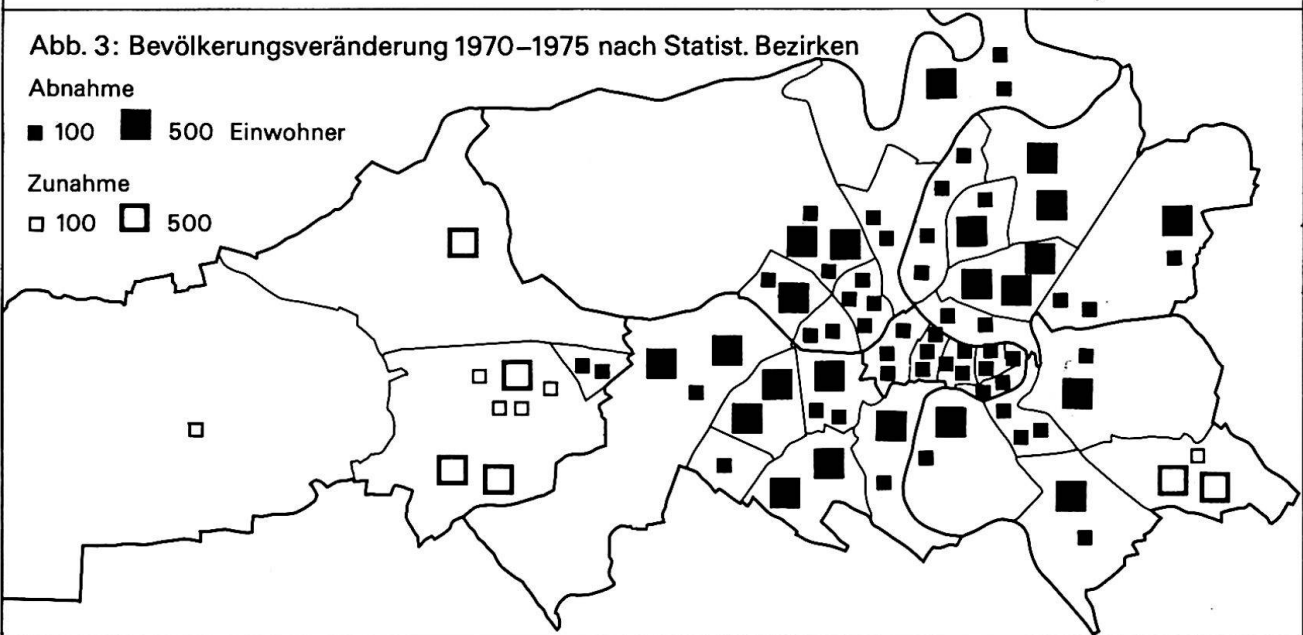 Abb. 3: Bevölkerungsveränderung 1970–1975 nach Statist. Bezirken
Abnahme
100 500 Einwohner
Zunahme
100 500